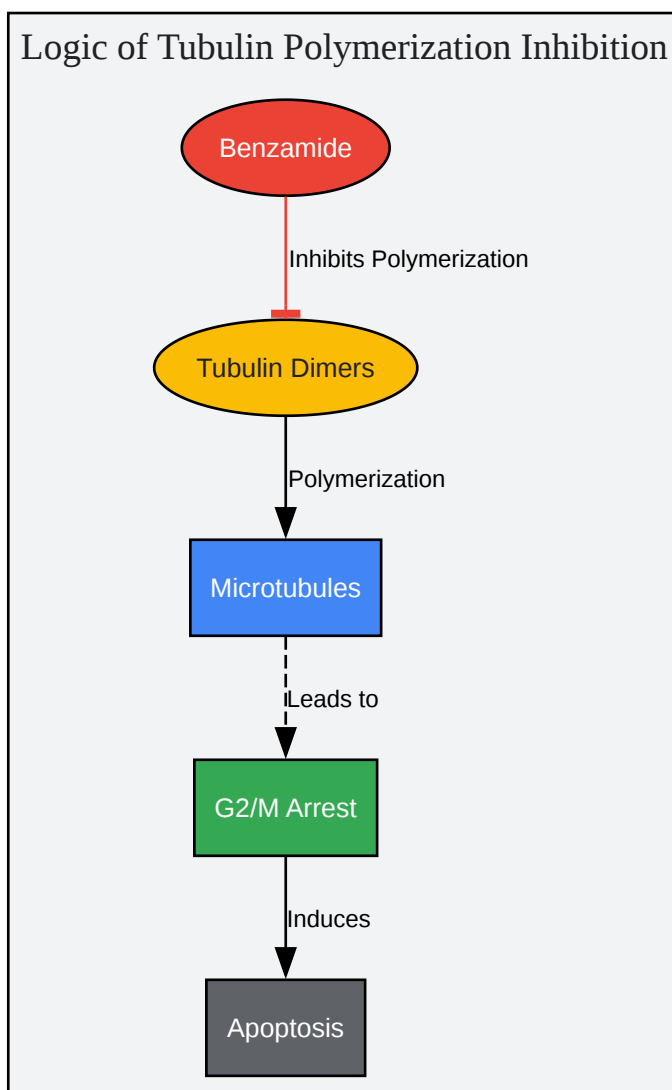 Logic of Tubulin Polymerization Inhibition
Benzamide
Inhibits Polymerization
Tubulin Dimers
Polymerization
Microtubules
Leads to
G2/M Arrest
Induces
Apoptosis